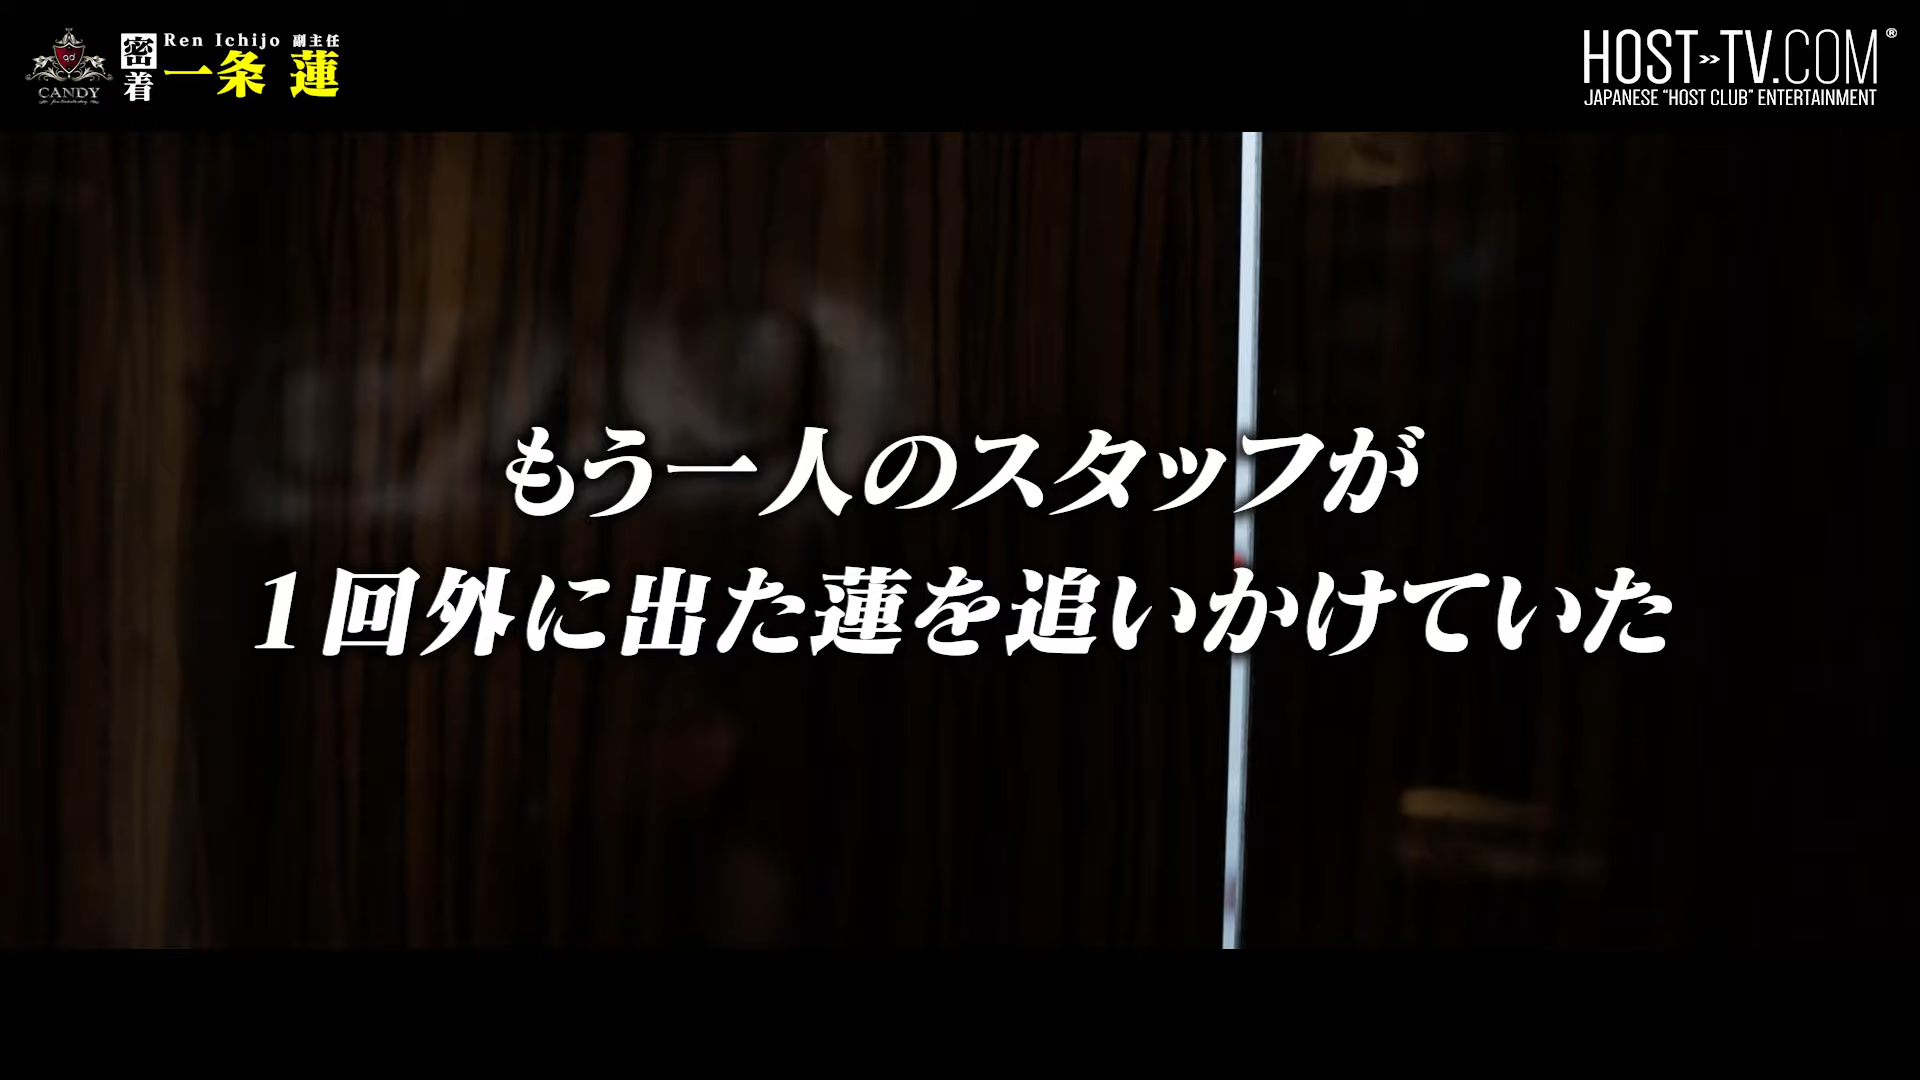 CANDY
密着
Ren Ichijo 副主任
一条 蓮
HOST»TV.COM®
JAPANESE "HOST CLUB" ENTERTAINMENT
もう一人のスタッフが
1回外に出た蓮を追いかけていた